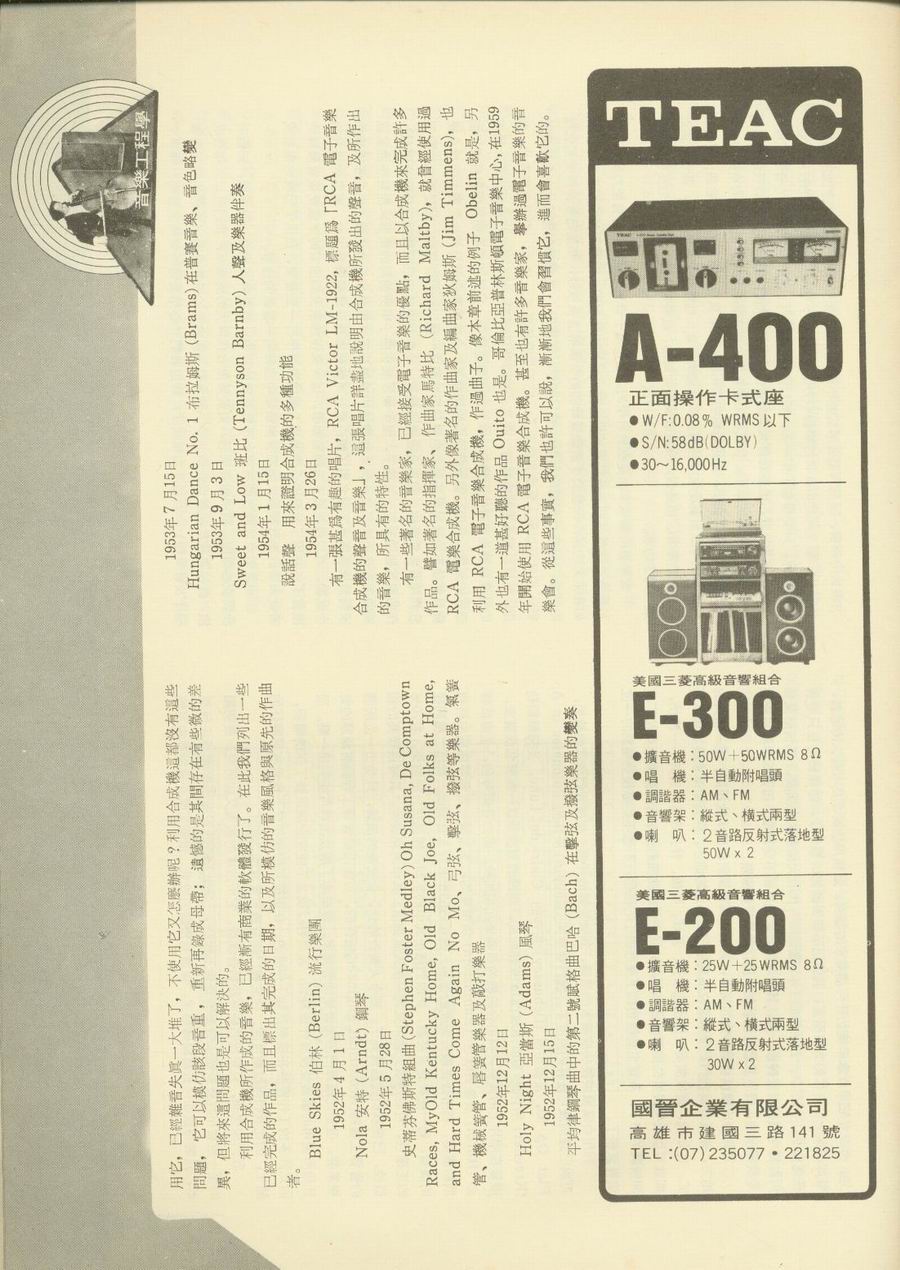 音樂工程學
用它，已經雜音失真一大堆了，不使用它又怎麼辦呢？利用合成機這都沒有這些
問題，它可以模仿該段音重，重新再錄成母帶；遺憾的是其間存在有些微的差
異，但將來這問題也是可以解決的。
利用合成機所作成的音樂，已經漸有商業的軟體發行了。在此我們列出一些
已經完成的作品，而且標出其完成的日期，以及所模仿的音樂風格與原先的作曲
者。
Blue Skies 伯林 (Berlin) 流行樂團
1952年4月1日
Nola 安特 (Arndt) 鋼琴
1952年5月28日
史蒂芬佛斯特組曲 (Stephen Foster Medley) Oh Susana, De Comptown
Races, MyOld Kentucky Home, Old Black Joe, Old Folks at Home,
and Hard Times Come Again No Mo、弓弦、擊弦、撥弦等樂器。氣簧
管、機械簧管、唇簧管樂器及敲打樂器
1952年12月12日
Holy Night 亞當斯 (Adams) 風琴
1952年12月15日
平均律鋼琴曲中的第二號賦格曲巴哈 (Bach) 在擊弦及撥弦樂器的變奏
1953年7月15日
Hungarian Dance No. 1 布拉姆斯 (Brams) 在普賽音樂、音色略變
1953年9月3日
Sweet and Low 班比 (Tennyson Barnby) 人聲及樂器伴奏
1954年1月15日
說話聲 用來證明合成機的多種功能
1954年3月26日
有一張甚為有趣的唱片，RCA Victor LM-1922, 標題為「RCA 電子音樂
合成機的聲音及音樂」，這張唱片詳盡地說明由合成機所發出的聲音，及所作出
的音樂，所具有的特性。
有一些著名的音樂家，已經接受電子音樂的優點，而且以合成機來完成許多
作品。譬如著名的指揮家、作曲家馬特比 (Richard Maltby)，就曾經使用過
RCA 電樂合成機。另外像著名的作曲家及編曲家狄姆斯 (Jim Timmens)，也
利用 RCA 電子音樂合成機，作過曲子。像本章前述的例子 Obelin 就是，另
外也有一道甚好聽的作品 Ouito 也是。哥倫比亞普林斯頓電子音樂中心，在1959
年開始使用 RCA 電子音樂合成機。甚至也有許多音樂家，舉辦過電子音樂的音
樂會。從這些事實，我們也許可以說，漸漸地我們會習慣它，進而會喜歡它的。
TEAC
A-400
正面操作卡式座
●W/F:0.08% WRMS以下
●S/N:58dB(DOLBY)
●30～16,000Hz
美國三菱高級音響組合
E-300
●擴音機：50W＋50WRMS 8Ω
●唱　機：半自動附唱頭
●調諧器：AM、FM
●音響架：縱式、橫式兩型
●喇　叭：２音路反射式落地型
50W x 2
美國三菱高級音響組合
E-200
●擴音機：25W＋25WRMS 8Ω
●唱　機：半自動附唱頭
●調諧器：AM、FM
●音響架：縱式、橫式兩型
●喇　叭：２音路反射式落地型
30W x 2
國晉企業有限公司
高雄市建國三路141號
TEL:(07)235077•221825